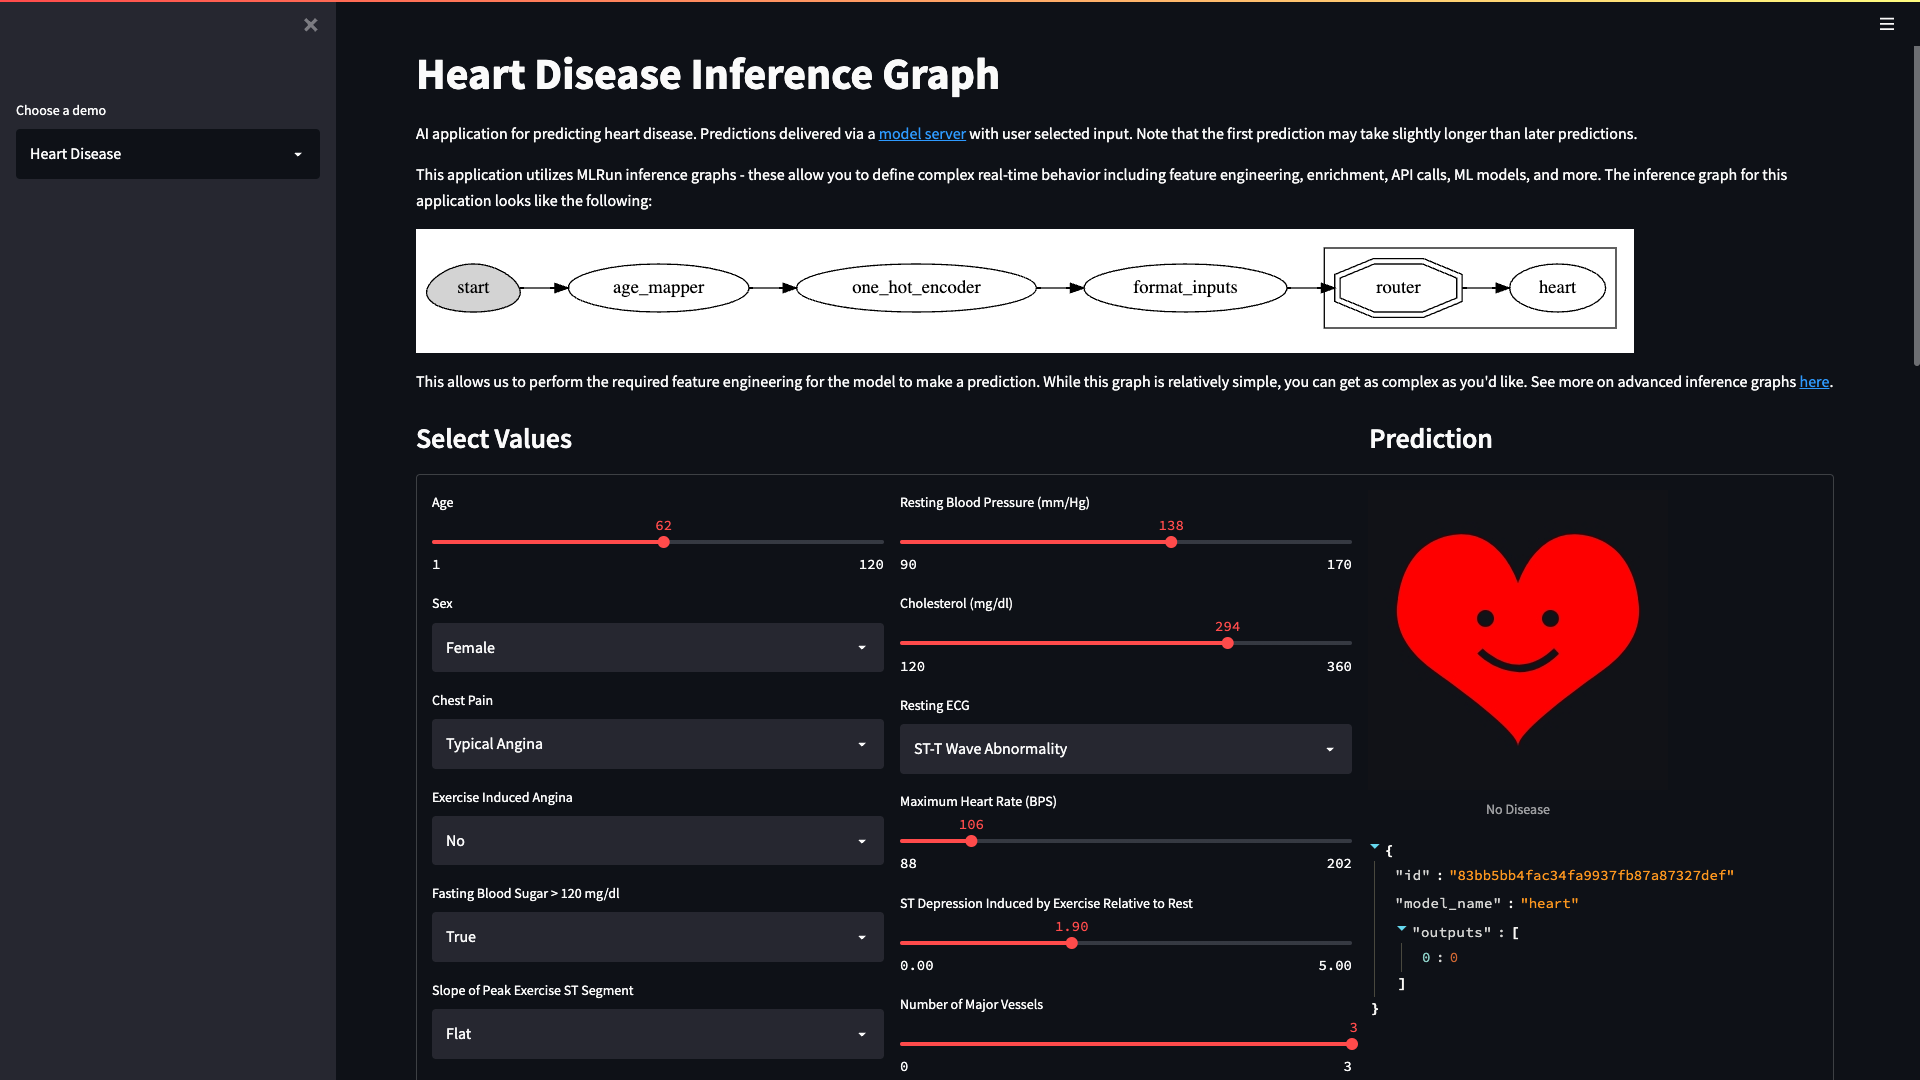 Choose a demo
Heart Disease
Heart Disease Inference Graph
AI application for predicting heart disease. Predictions delivered via a model server with user selected input. Note that the first prediction may take slightly longer than later predictions.
This application utilizes MLRun inference graphs - these allow you to define complex real-time behavior including feature engineering, enrichment, API calls, ML models, and more. The inference graph for this
application looks like the following:
start age_mapper one_hot_encoder format_inputs router heart
This allows us to perform the required feature engineering for the model to make a prediction. While this graph is relatively simple, you can get as complex as you'd like. See more on advanced inference graphs here.
Select Values
Age
62
1 120
Sex
Female
Chest Pain
Typical Angina
Exercise Induced Angina
No
Fasting Blood Sugar > 120 mg/dl
True
Slope of Peak Exercise ST Segment
Flat
Resting Blood Pressure (mm/Hg)
138
90 170
Cholesterol (mg/dl)
294
120 360
Resting ECG
ST-T Wave Abnormality
Maximum Heart Rate (BPS)
106
88 202
ST Depression Induced by Exercise Relative to Rest
1.90
0.00 5.00
Number of Major Vessels
3
0 3
Prediction
No Disease
{
"id" : "83bb5bb4fac34fa9937fb87a87327def"
"model_name" : "heart"
"outputs" : [
0 : 0
]
}